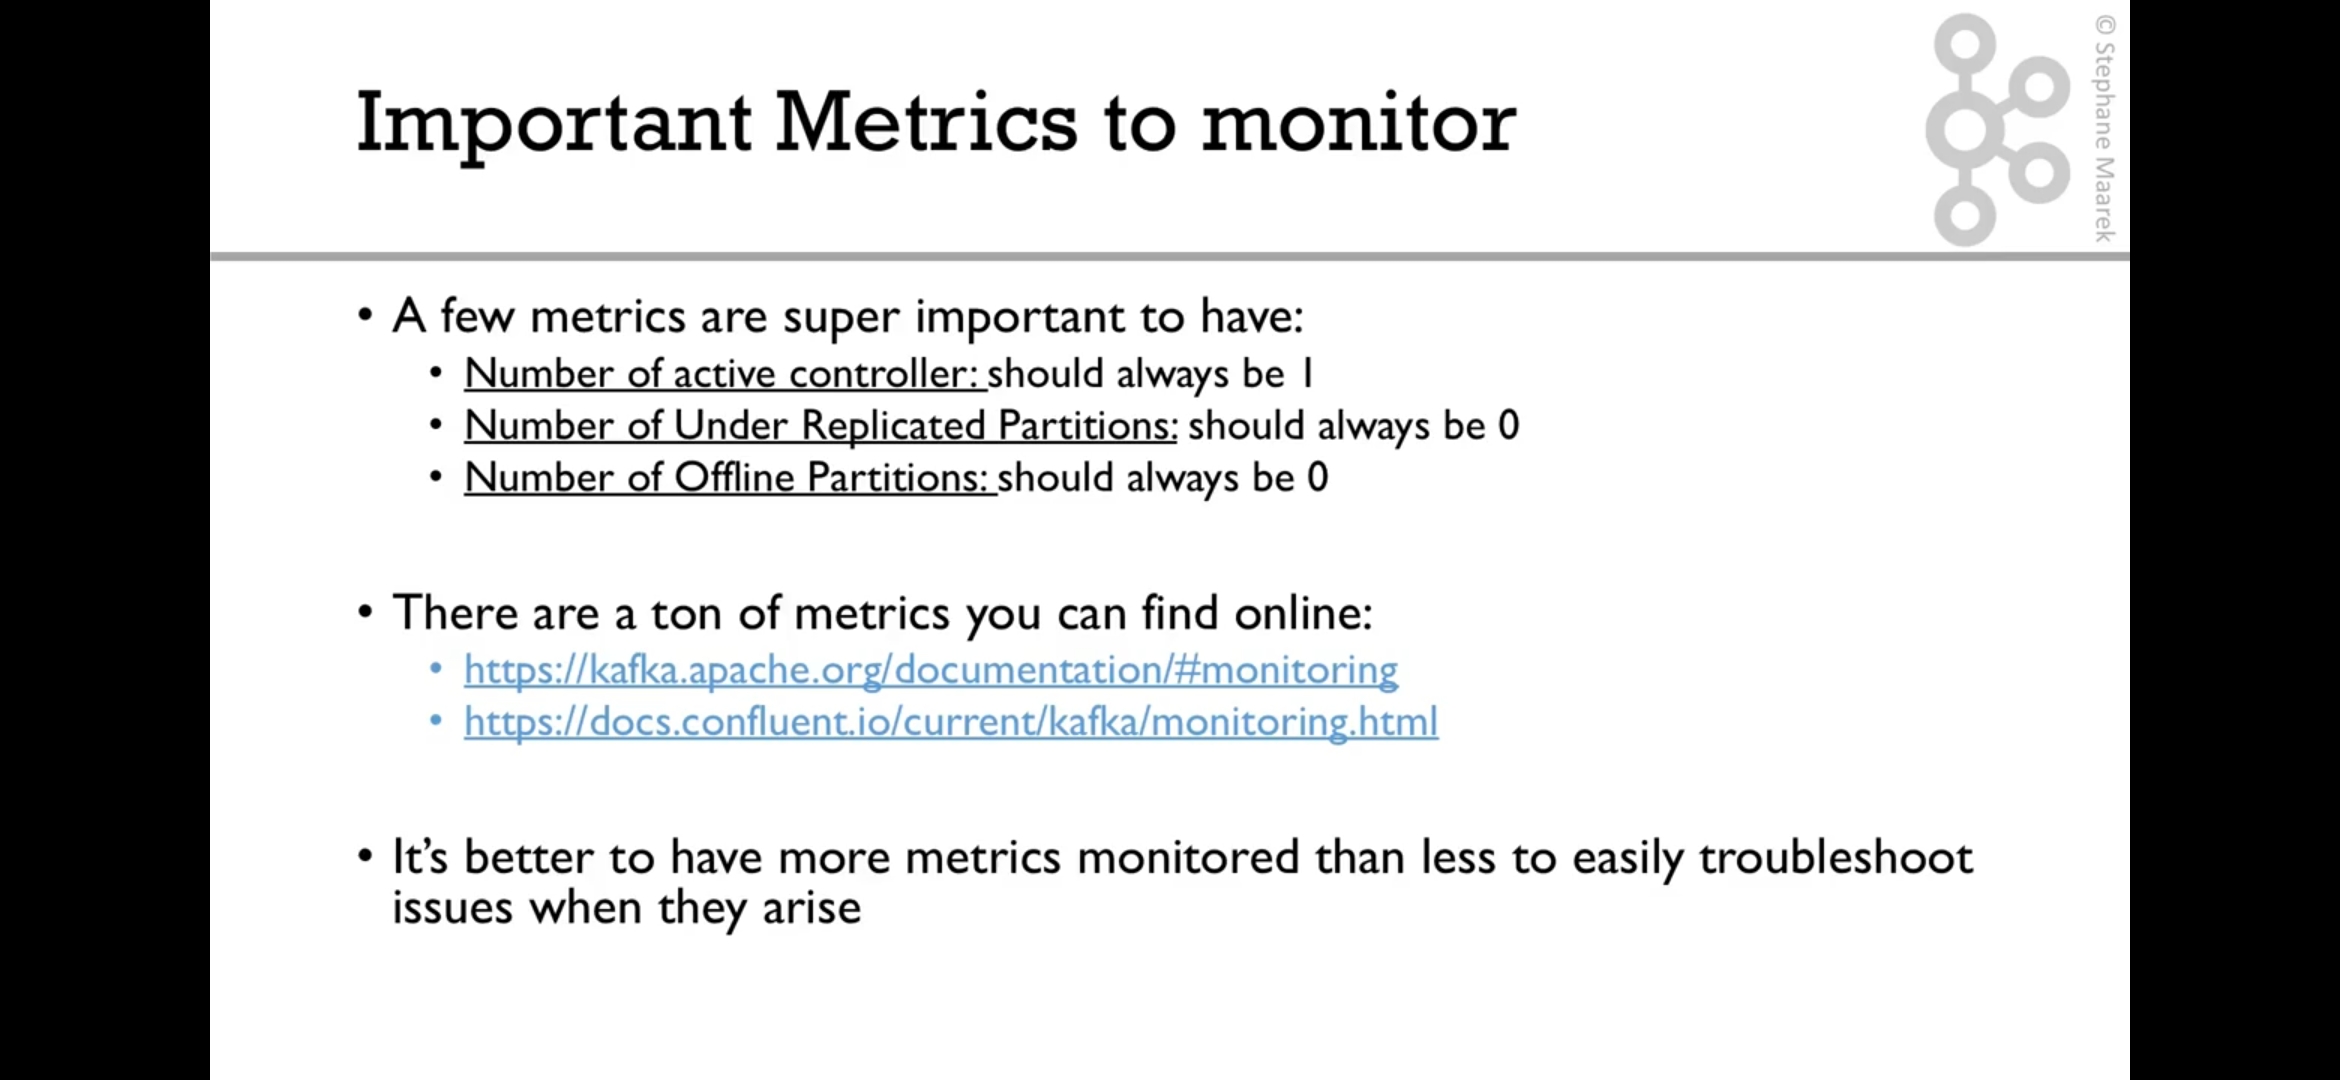 Important Metrics to monitor
© Stephane Maarek
• A few metrics are super important to have:
• Number of active controller: should always be 1
• Number of Under Replicated Partitions: should always be 0
• Number of Offline Partitions: should always be 0
• There are a ton of metrics you can find online:
• https://kafka.apache.org/documentation/#monitoring
• https://docs.confluent.io/current/kafka/monitoring.html
• It’s better to have more metrics monitored than less to easily troubleshoot
issues when they arise